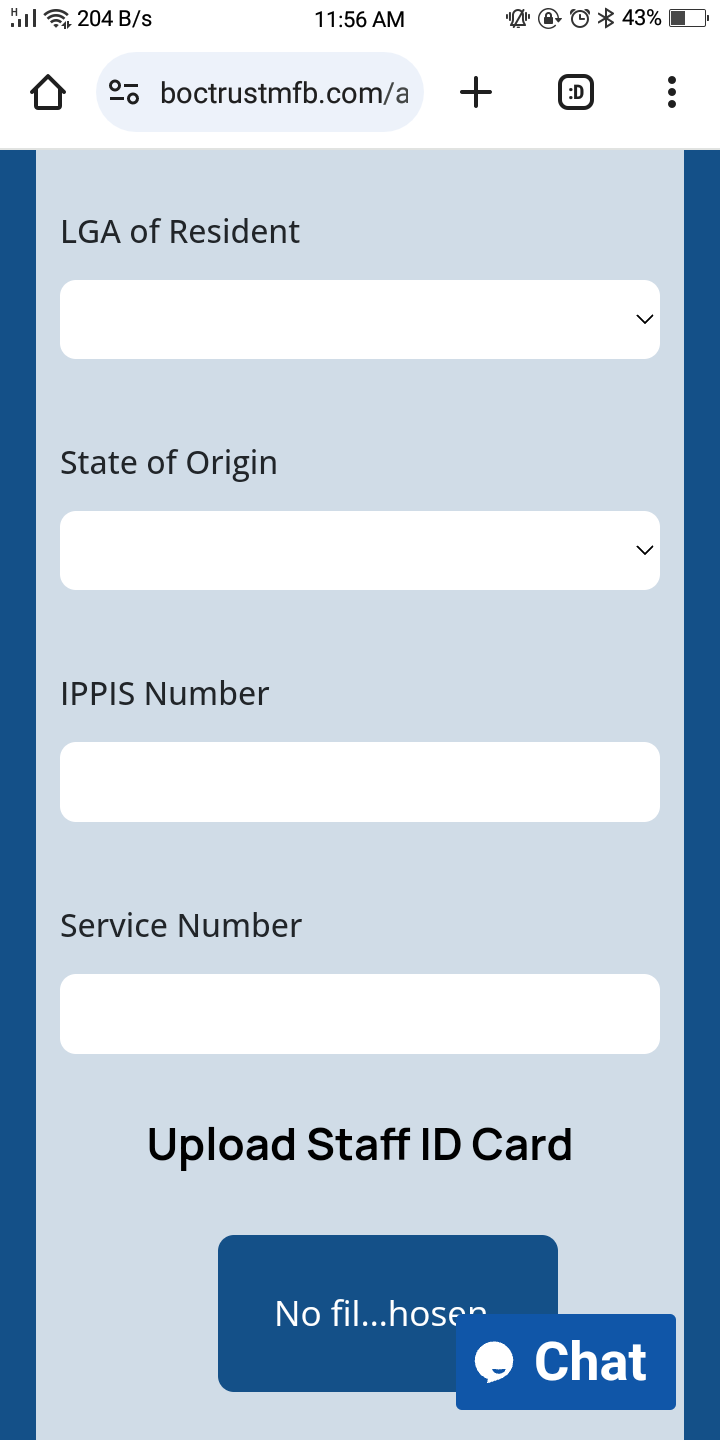 H 204 B/s 11:56 AM 43%
boctrustmfb.com/a :D
LGA of Resident
State of Origin
IPPIS Number
Service Number
Upload Staff ID Card
No fil...hosen
Chat